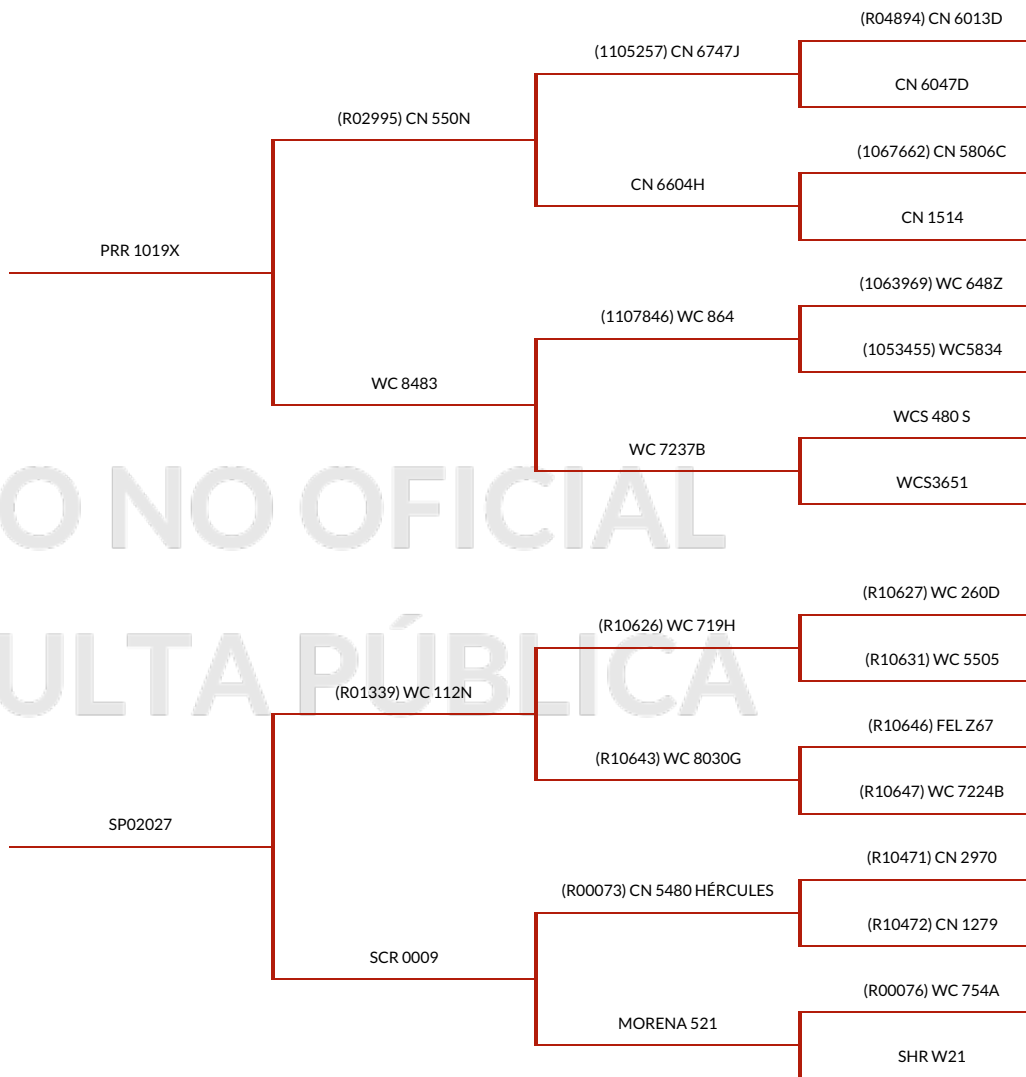 (R04894) CN 6013D
(1105257) CN 6747J
CN 6047D
(R02995) CN 550N
(1067662) CN 5806C
CN 6604H
CN 1514
PRR 1019X
(1063969) WC 648Z
(1107846) WC 864
(1053455) WC5834
WC 8483
WCS 480 S
WC 7237B
WCS3651
O NO OFICIAL
(R10627) WC 260D
(R10626) WC 719H
(R10631) WC 5505
ULTA PÚBLICA
(R01339) WC 112N
(R10646) FEL Z67
(R10643) WC 8030G
(R10647) WC 7224B
SP02027
(R10471) CN 2970
(R00073) CN 5480 HÉRCULES
(R10472) CN 1279
SCR 0009
(R00076) WC 754A
MORENA 521
SHR W21